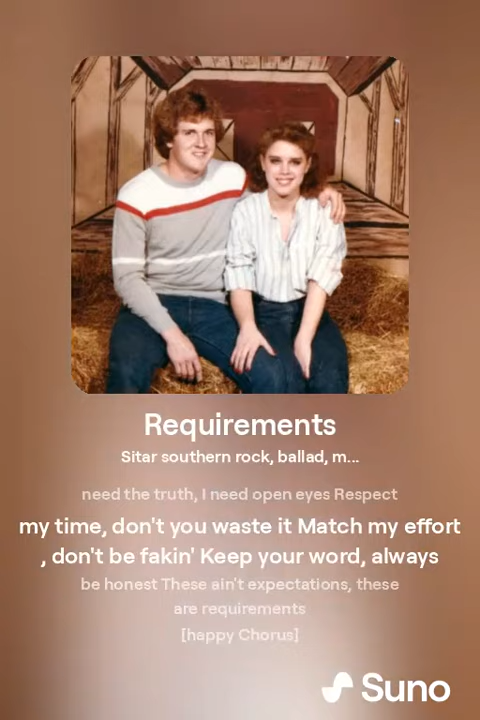 Requirements
Sitar southern rock, ballad, m...
need the truth, I need open eyes Respect
my time, don't you waste it Match my effort
, don't be fakin' Keep your word, always
be honest These ain't expectations, these
are requirements
[happy Chorus]
Suno